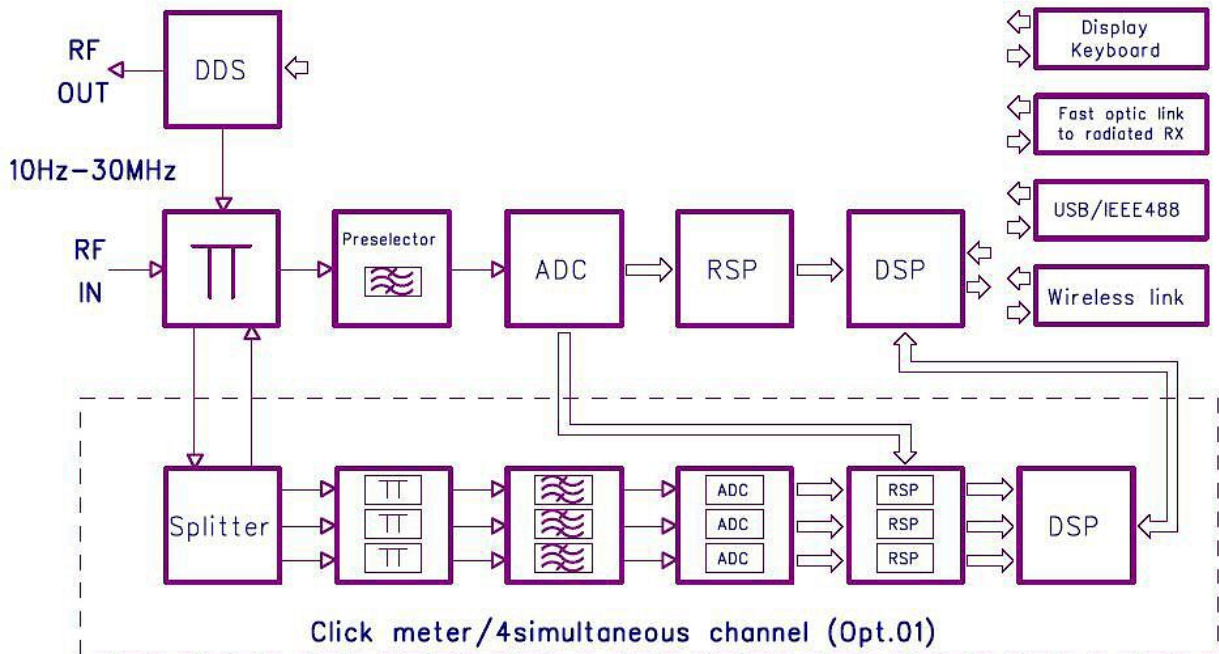 RF
OUT
DDS
Display
Keyboard
Fast optic link
to radiated RX
10Hz-30MHz
USB/IEEE488
RF
IN
Preselector
ADC
RSP
DSP
Wireless link
Splitter
ADC
ADC
ADC
RSP
RSP
RSP
DSP
Click meter/4simultaneous channel (Opt.01)